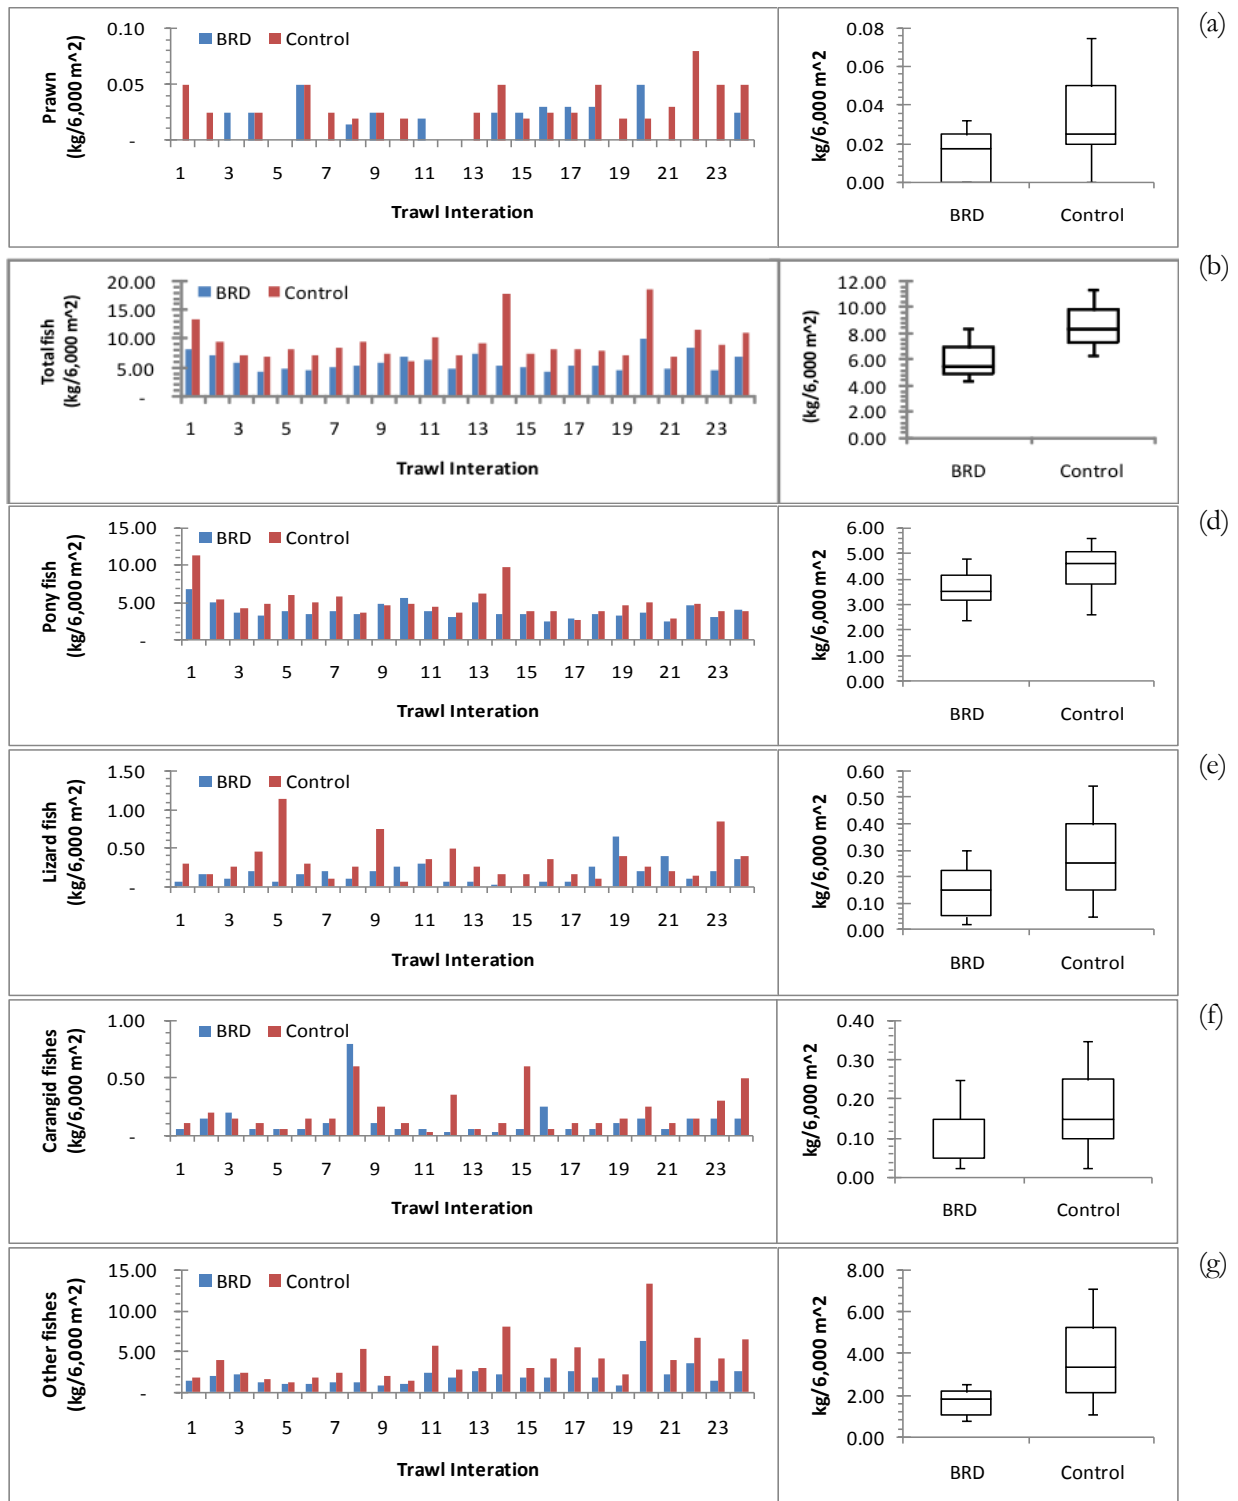 (a)
Prawn
(kg/6,000 m^2)
0.10
0.05
-
BRD Control
1 3 5 6 7 9 11 13 14 15 17 18 19 21 23
Trawl Interation
kg/6,000 m^2
0.08
0.06
0.04
0.02
0.00
BRD Control
(b)
Total fish
(kg/6,000 m^2)
20.00
15.00
10.00
5.00
-
BRD Control
1 3 5 7 9 11 13 15 17 19 21 23
Trawl Interation
(kg/6,000 m^2)
12.00
10.00
8.00
6.00
4.00
2.00
0.00
BRD Control
(d)
Pony fish
(kg/6,000 m^2)
15.00
10.00
5.00
-
BRD Control
1 3 5 7 9 11 13 15 17 19 21 23
Trawl Interation
kg/6,000 m^2
6.00
5.00
4.00
3.00
2.00
1.00
0.00
BRD Control
(e)
Lizard fish
(kg/6,000 m^2)
1.50
1.00
0.50
-
BRD Control
1 3 5 7 9 11 13 15 17 19 21 23
Trawl Interation
kg/6,000 m^2
0.60
0.50
0.40
0.30
0.20
0.10
0.00
BRD Control
(f)
Carangid fishes
(kg/6,000 m^2)
1.00
0.50
-
BRD Control
1 3 5 7 9 11 13 15 17 19 21 23
Trawl Interation
kg/6,000 m^2
0.40
0.30
0.20
0.10
0.00
BRD Control
(g)
Other fishes
(kg/6,000 m^2)
15.00
10.00
5.00
-
BRD Control
1 3 5 7 9 11 13 15 17 19 21 23
Trawl Interation
kg/6,000 m^2
8.00
6.00
4.00
2.00
0.00
BRD Control